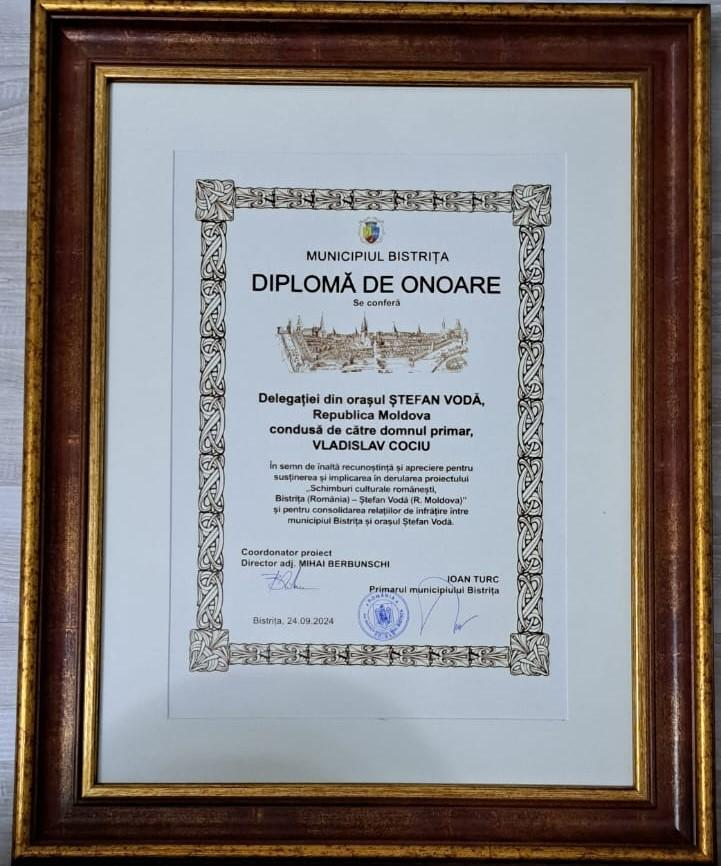 MUNICIPIUL BISTRIȚA
DIPLOMĂ DE ONOARE
Se conferă
Delegației din orașul ȘTEFAN VODĂ,
Republica Moldova
condusă de către domnul primar,
VLADISLAV COCIU
În semn de înaltă recunoștință și apreciere pentru
susținerea și implicarea în derularea proiectului
„Schimburi culturale românești,
Bistrița (România) – Ștefan Vodă (R. Moldova)”
și pentru consolidarea relațiilor de înfrățire între
municipiul Bistrița și orașul Ștefan Vodă.
Coordonator proiect
Director adj. MIHAI BERBUNSCHI
IOAN TURC
Primarul municipiului Bistrița
ROMÂNIA
Bistrița, 24.09.2024